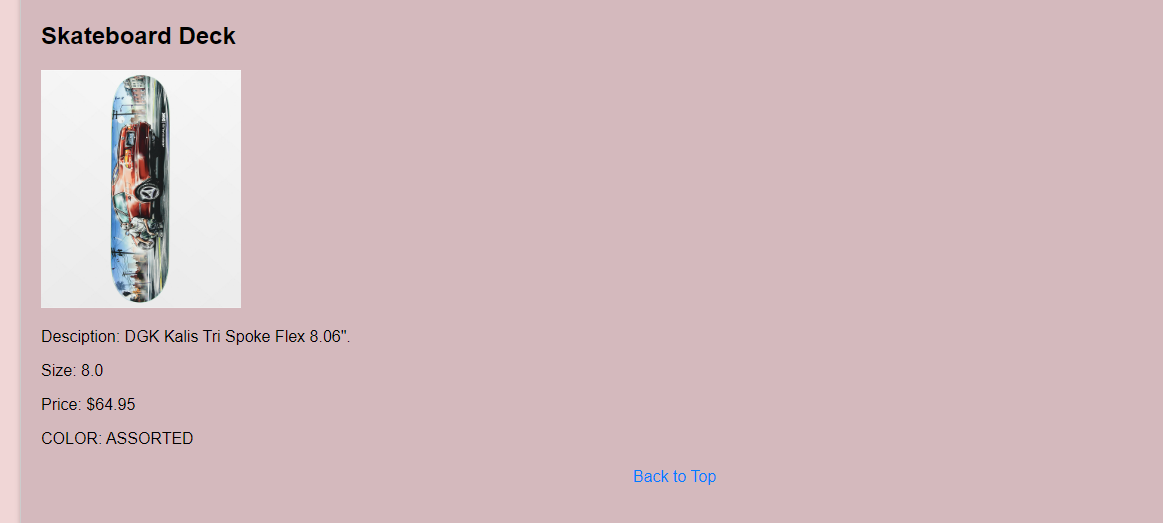 Skateboard Deck
Desciption: DGK Kalis Tri Spoke Flex 8.06".
Size: 8.0
Price: $64.95
COLOR: ASSORTED
Back to Top